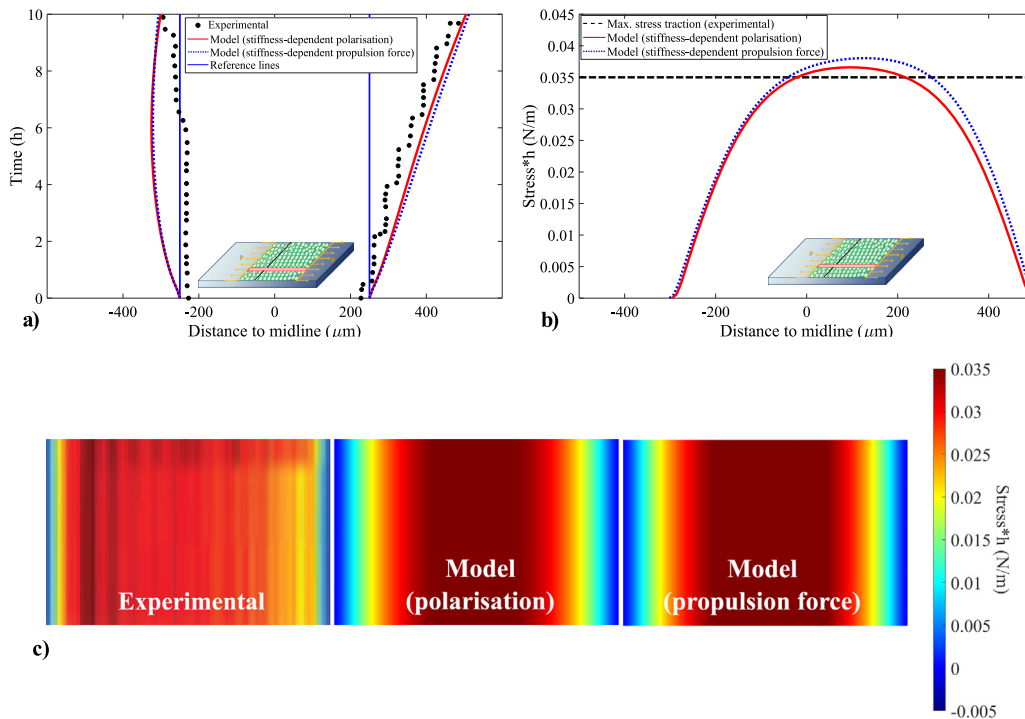 Experimental
Model (stiffness-dependent polarisation)
Model (stiffness-dependent propulsion force)
Reference lines
10
8
6
4
2
0
Time (h)
-400
-200
0
200
400
Distance to midline (μm)
P
a)
Max. stress traction (experimental)
Model (stiffness-dependent polarisation)
Model (stiffness-dependent propulsion force)
0.045
0.04
0.035
0.03
0.025
0.02
0.015
0.01
0.005
0
Stress*h (N/m)
-400
-200
0
200
400
Distance to midline (μm)
P
b)
Experimental
Model
(polarisation)
Model
(propulsion force)
c)
0.035
0.03
0.025
0.02
0.015
0.01
0.005
0
-0.005
Stress*h (N/m)